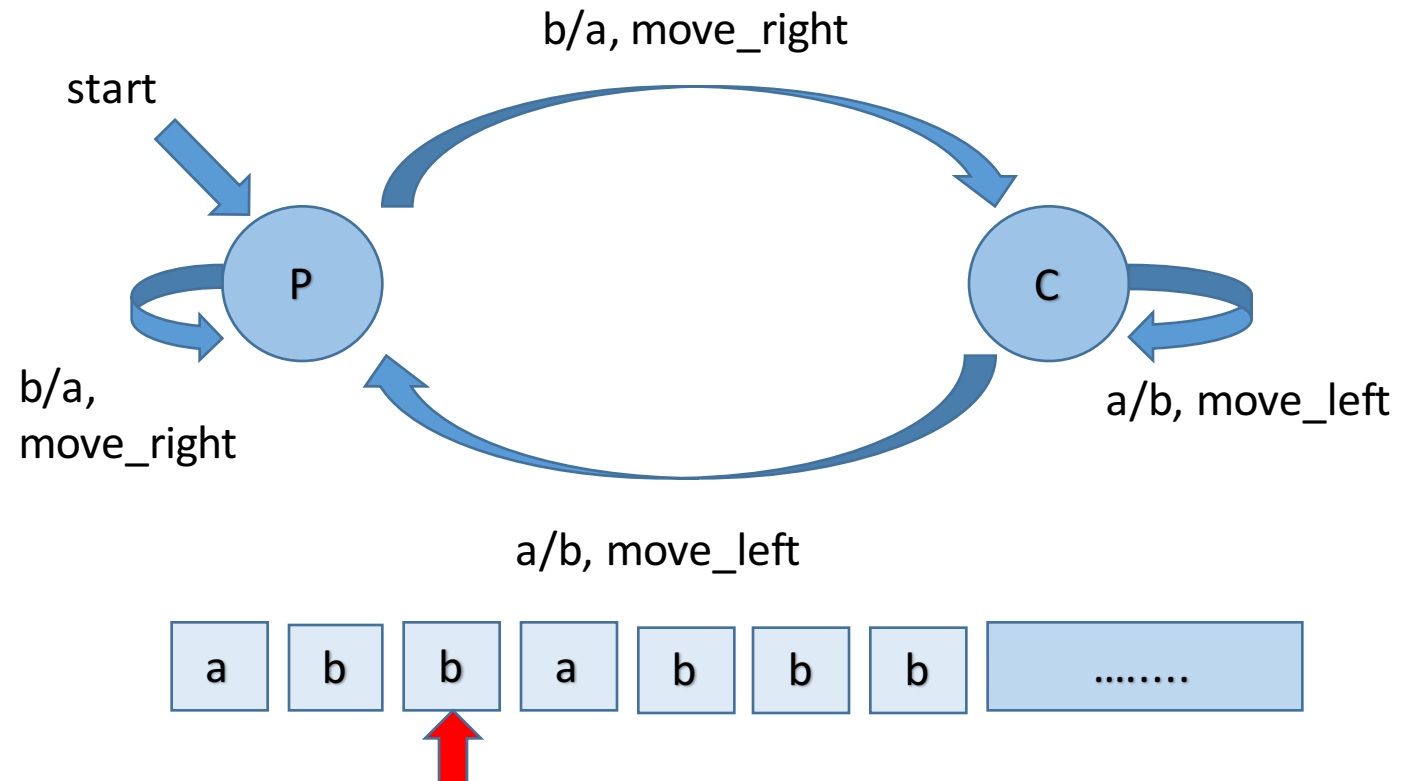 b/a, move_right
start
P
C
b/a,
move_right
a/b, move_left
a/b, move_left
a b b a b b b ........